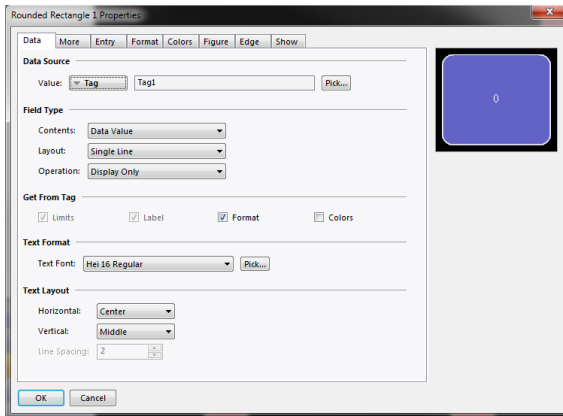 Rounded Rectangle 1 Properties
Data More Entry Format Colors Figure Edge Show
Data Source
Value: Tag Tag1 Pick...
Field Type
Contents: Data Value
Layout: Single Line
Operation: Display Only
Get From Tag
Limits Label Format Colors
Text Format
Text Font: Hei 16 Regular Pick...
Text Layout
Horizontal: Center
Vertical: Middle
Line Spacing: 2
OK Cancel
0